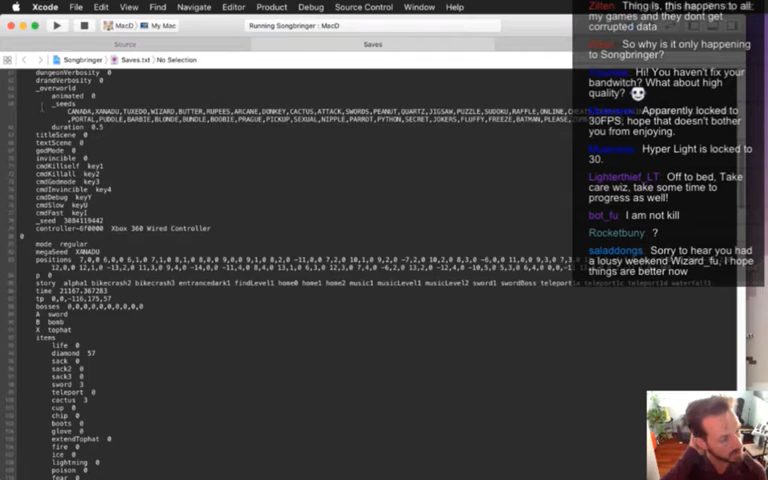 Xcode File Edit View Find Navigate Editor Product Debug Source Control Window Help
MacD My Mac
Running Songbringer : MacD
Source
Saves
Songbringer Saves.txt No Selection
dungeonVerbosity 0
drandVerbosity 0
_overworld
animated 0
_seeds
CANADA,XANADU,TUXEDO,WIZARD,BUTTER,RUPEES,ARCANE,DONKEY,CACTUS,ATTACK,SWORDS,PEANUT,QUARTZ,JIGSAW,PUZZLE,SUDOKU,RAFFLE,ONLINE,
,PORTAL,PUDDLE,BARBIE,BLONDE,BUNDLE,BOOBIE,PRAGUE,PICKUP,SEXUAL,NIPPLE,PARROT,PYTHON,SECRET,JOKERS,FLUFFY,FREEZE,BATMAN,PLEASE,
duration 0.5
titleScene 0
textScene 0
godMode 0
invincible 0
cmdKillself key1
cmdKillall key2
cmdGodmode key3
cmdInvincible key4
cmdDebug keyY
cmdSlow keyU
cmdFast keyI
_seed 3084119442
controller-6f0000 Xbox 360 Wired Controller
0
mode regular
megaSeed XANADU
positions
p 0
story alpha1 bikecrash2 bikecrash3 entrancedark1 findLevel1 home0 home1 home2 music1 musicLevel1 musicLevel2 sword1 swordBoss
time 21167.367283
tp 0,0,-116,175,57
bosses 0,0,0,0,0,0,0,0,0
A sword
B bomb
X tophat
items
life 0
diamond 57
sack 0
sack2 0
sack3 0
sword 3
teleport 0
cactus 3
cup 0
chip 0
boots 0
glove 0
extendTophat 0
fire 0
ice 0
lightning 0
poison 0
fear 0
Zilten: Thing is, this happens to all
my games and they dont get
corrupted data
So why is it only happening
to Songbringer?
Hi! You haven't fix your
bandwitch? What about high
quality?
Apparently locked to
30FPS, hope that doesn't bother
you from enjoying.
Hyper Light is locked to
30.
Lighterthief_LT: Off to bed, Take
care wiz, take some time to
progress as well!
bot_fu: I am not kill
Rocketbuny: ?
saladdongs: Sorry to hear you had
a lousy weekend Wizard_fu, I hope
things are better now